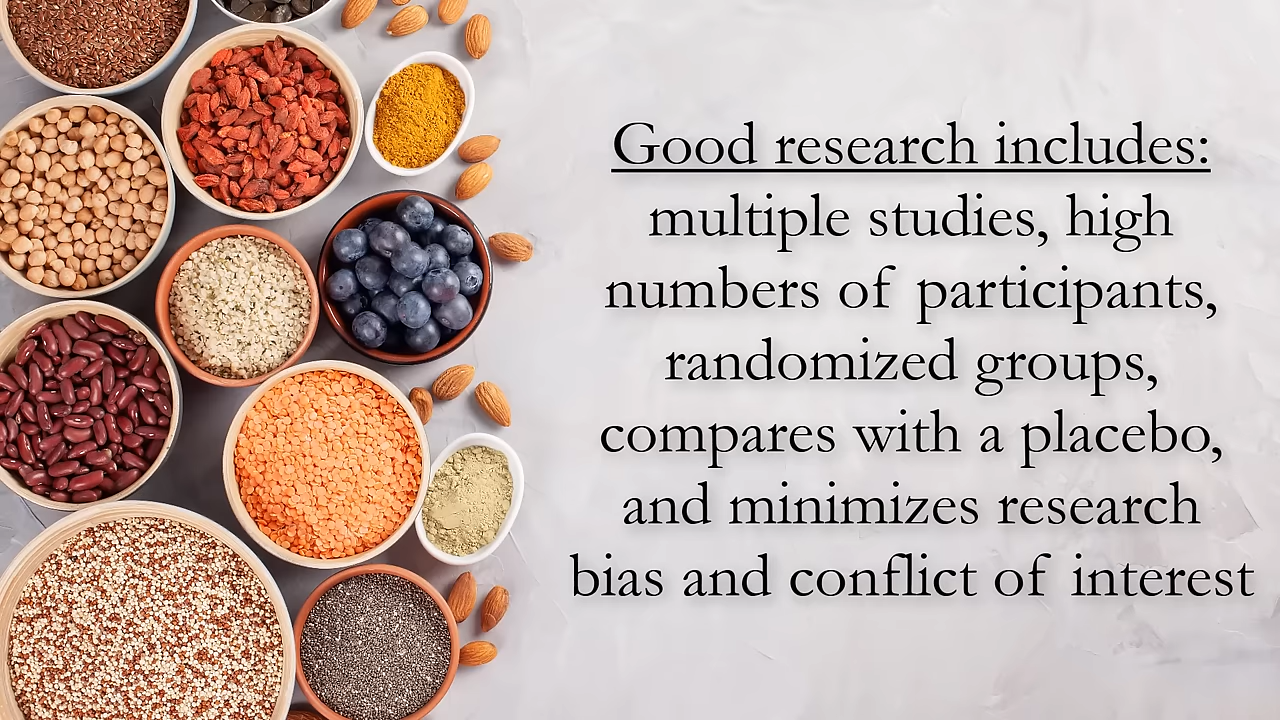 Good research includes:
multiple studies, high
numbers of participants,
randomized groups,
compares with a placebo,
and minimizes research
bias and conflict of interest